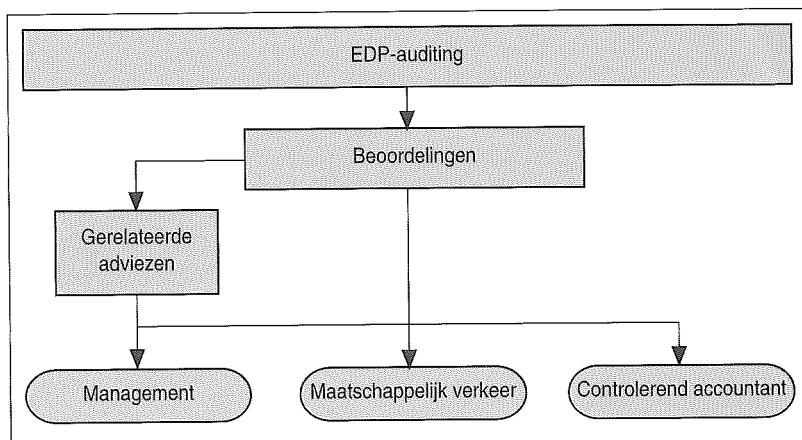 EDP-auditing
Beoordelingen
Gerelateerde
adviezen
Management
Maatschappelijk verkeer
Controlerend accountant